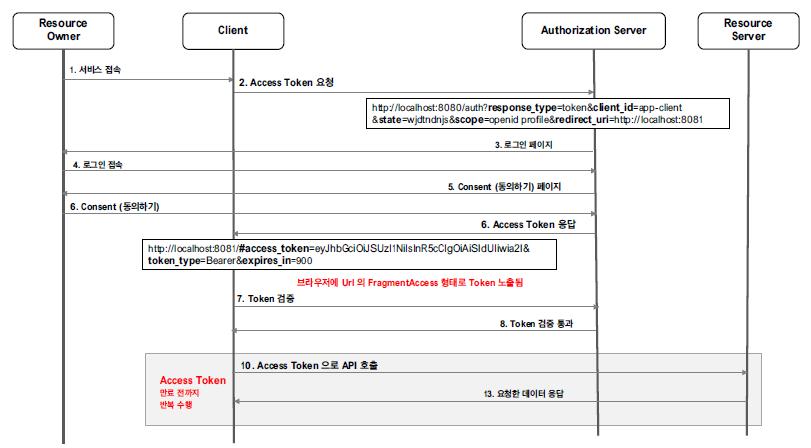 Resource
Owner
Client
Authorization Server
Resource
Server
1. 서비스 접속
2. Access Token 요청
http://localhost:8080/auth?response_type=token&client_id=app-client
&state=wjdtndnjs&scope=openid profile&redirect_uri=http://localhost:8081
3. 로그인 페이지
4. 로그인 접속
5. Consent (동의하기) 페이지
6. Consent (동의하기)
6. Access Token 응답
http://localhost:8081/#access_token=eyJhbGciOiJSUzI1NiIsInR5cCIgOiAiSldUIiwia2I&
token_type=Bearer&expires_in=900
브라우저에 Url 의 FragmentAccess 형태로 Token 노출됨
7. Token 검증
8. Token 검증 통과
10. Access Token 으로 API 호출
Access Token
만료 전까지
반복 수행
13. 요청한 데이터 응답